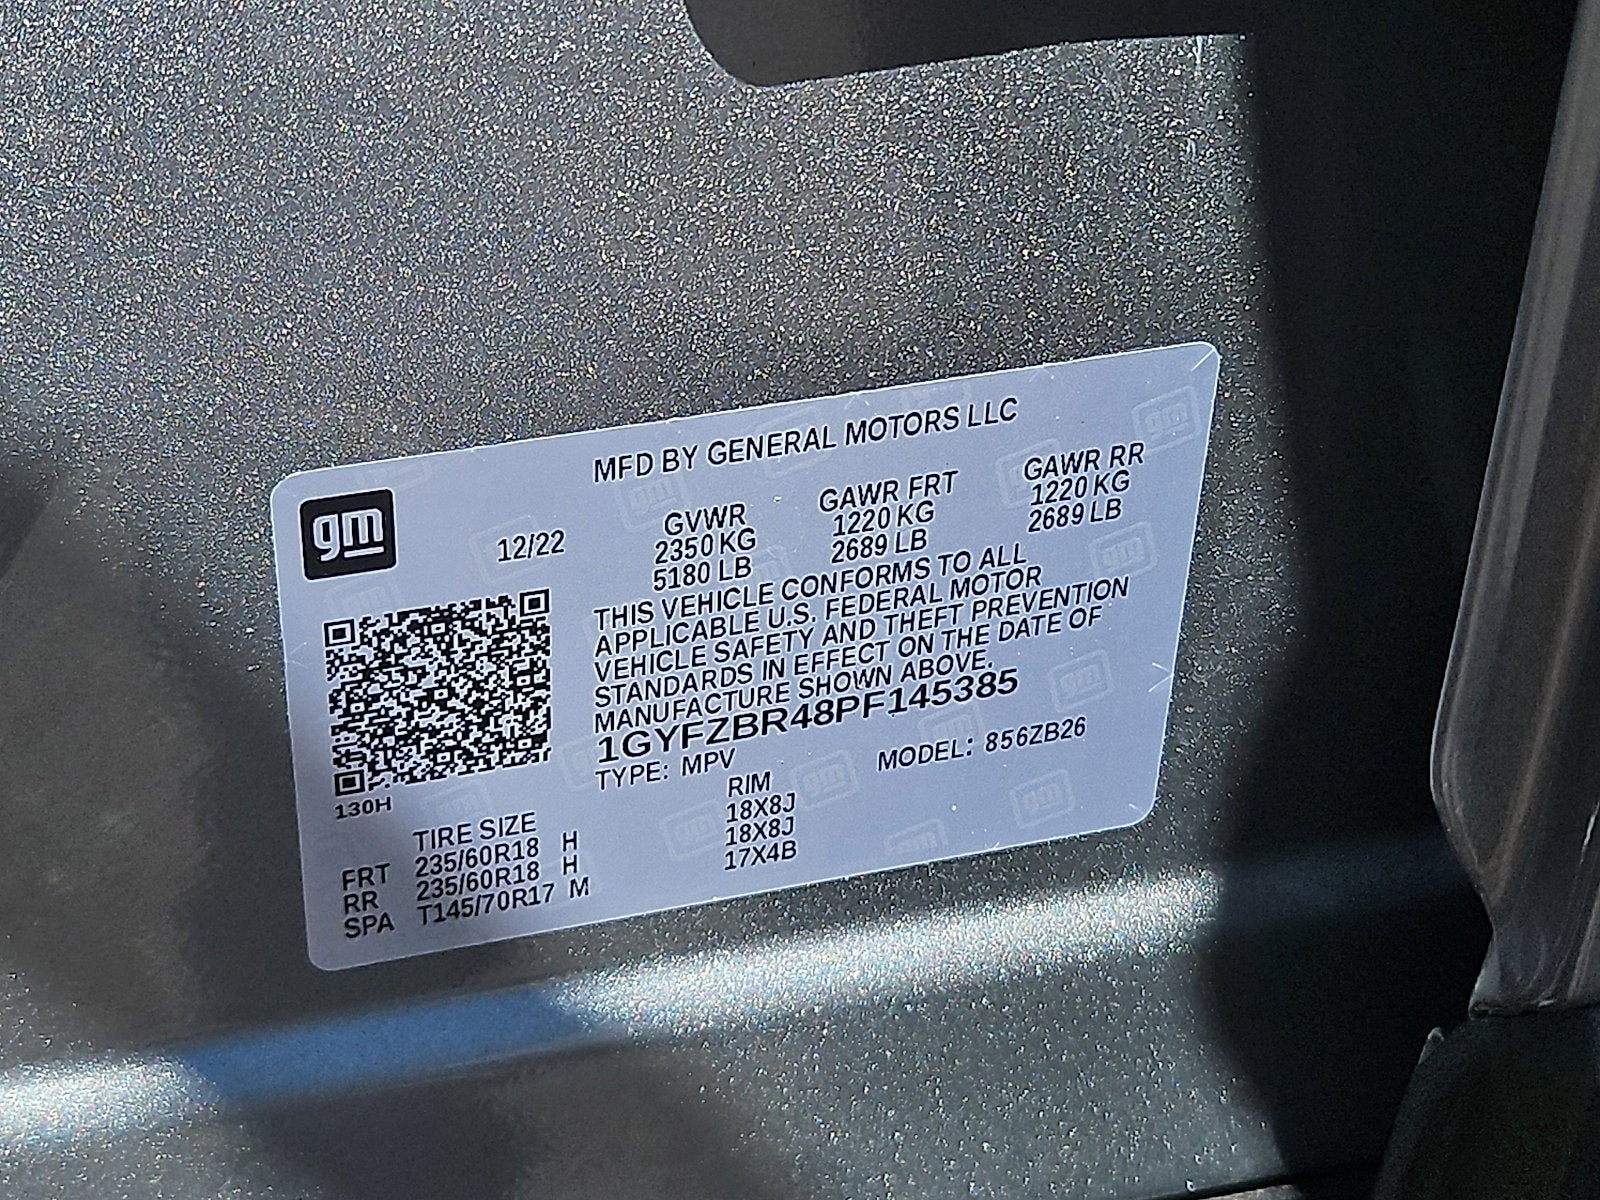 MFD BY GENERAL MOTORS LLC
gm
12/22
GVWR GAWR FRT GAWR RR
2350 KG 1220 KG 1220 KG
5180 LB 2689 LB 2689 LB
THIS VEHICLE CONFORMS TO ALL
APPLICABLE U.S. FEDERAL MOTOR
VEHICLE SAFETY AND THEFT PREVENTION
STANDARDS IN EFFECT ON THE DATE OF
MANUFACTURE SHOWN ABOVE.
1GYFZBR48PF145385
TYPE: MPV MODEL: 856ZB26
130H
TIRE SIZE RIM
FRT 235/60R18 H 18X8J
RR 235/60R18 H 18X8J
SPA T145/70R17 M 17X4B